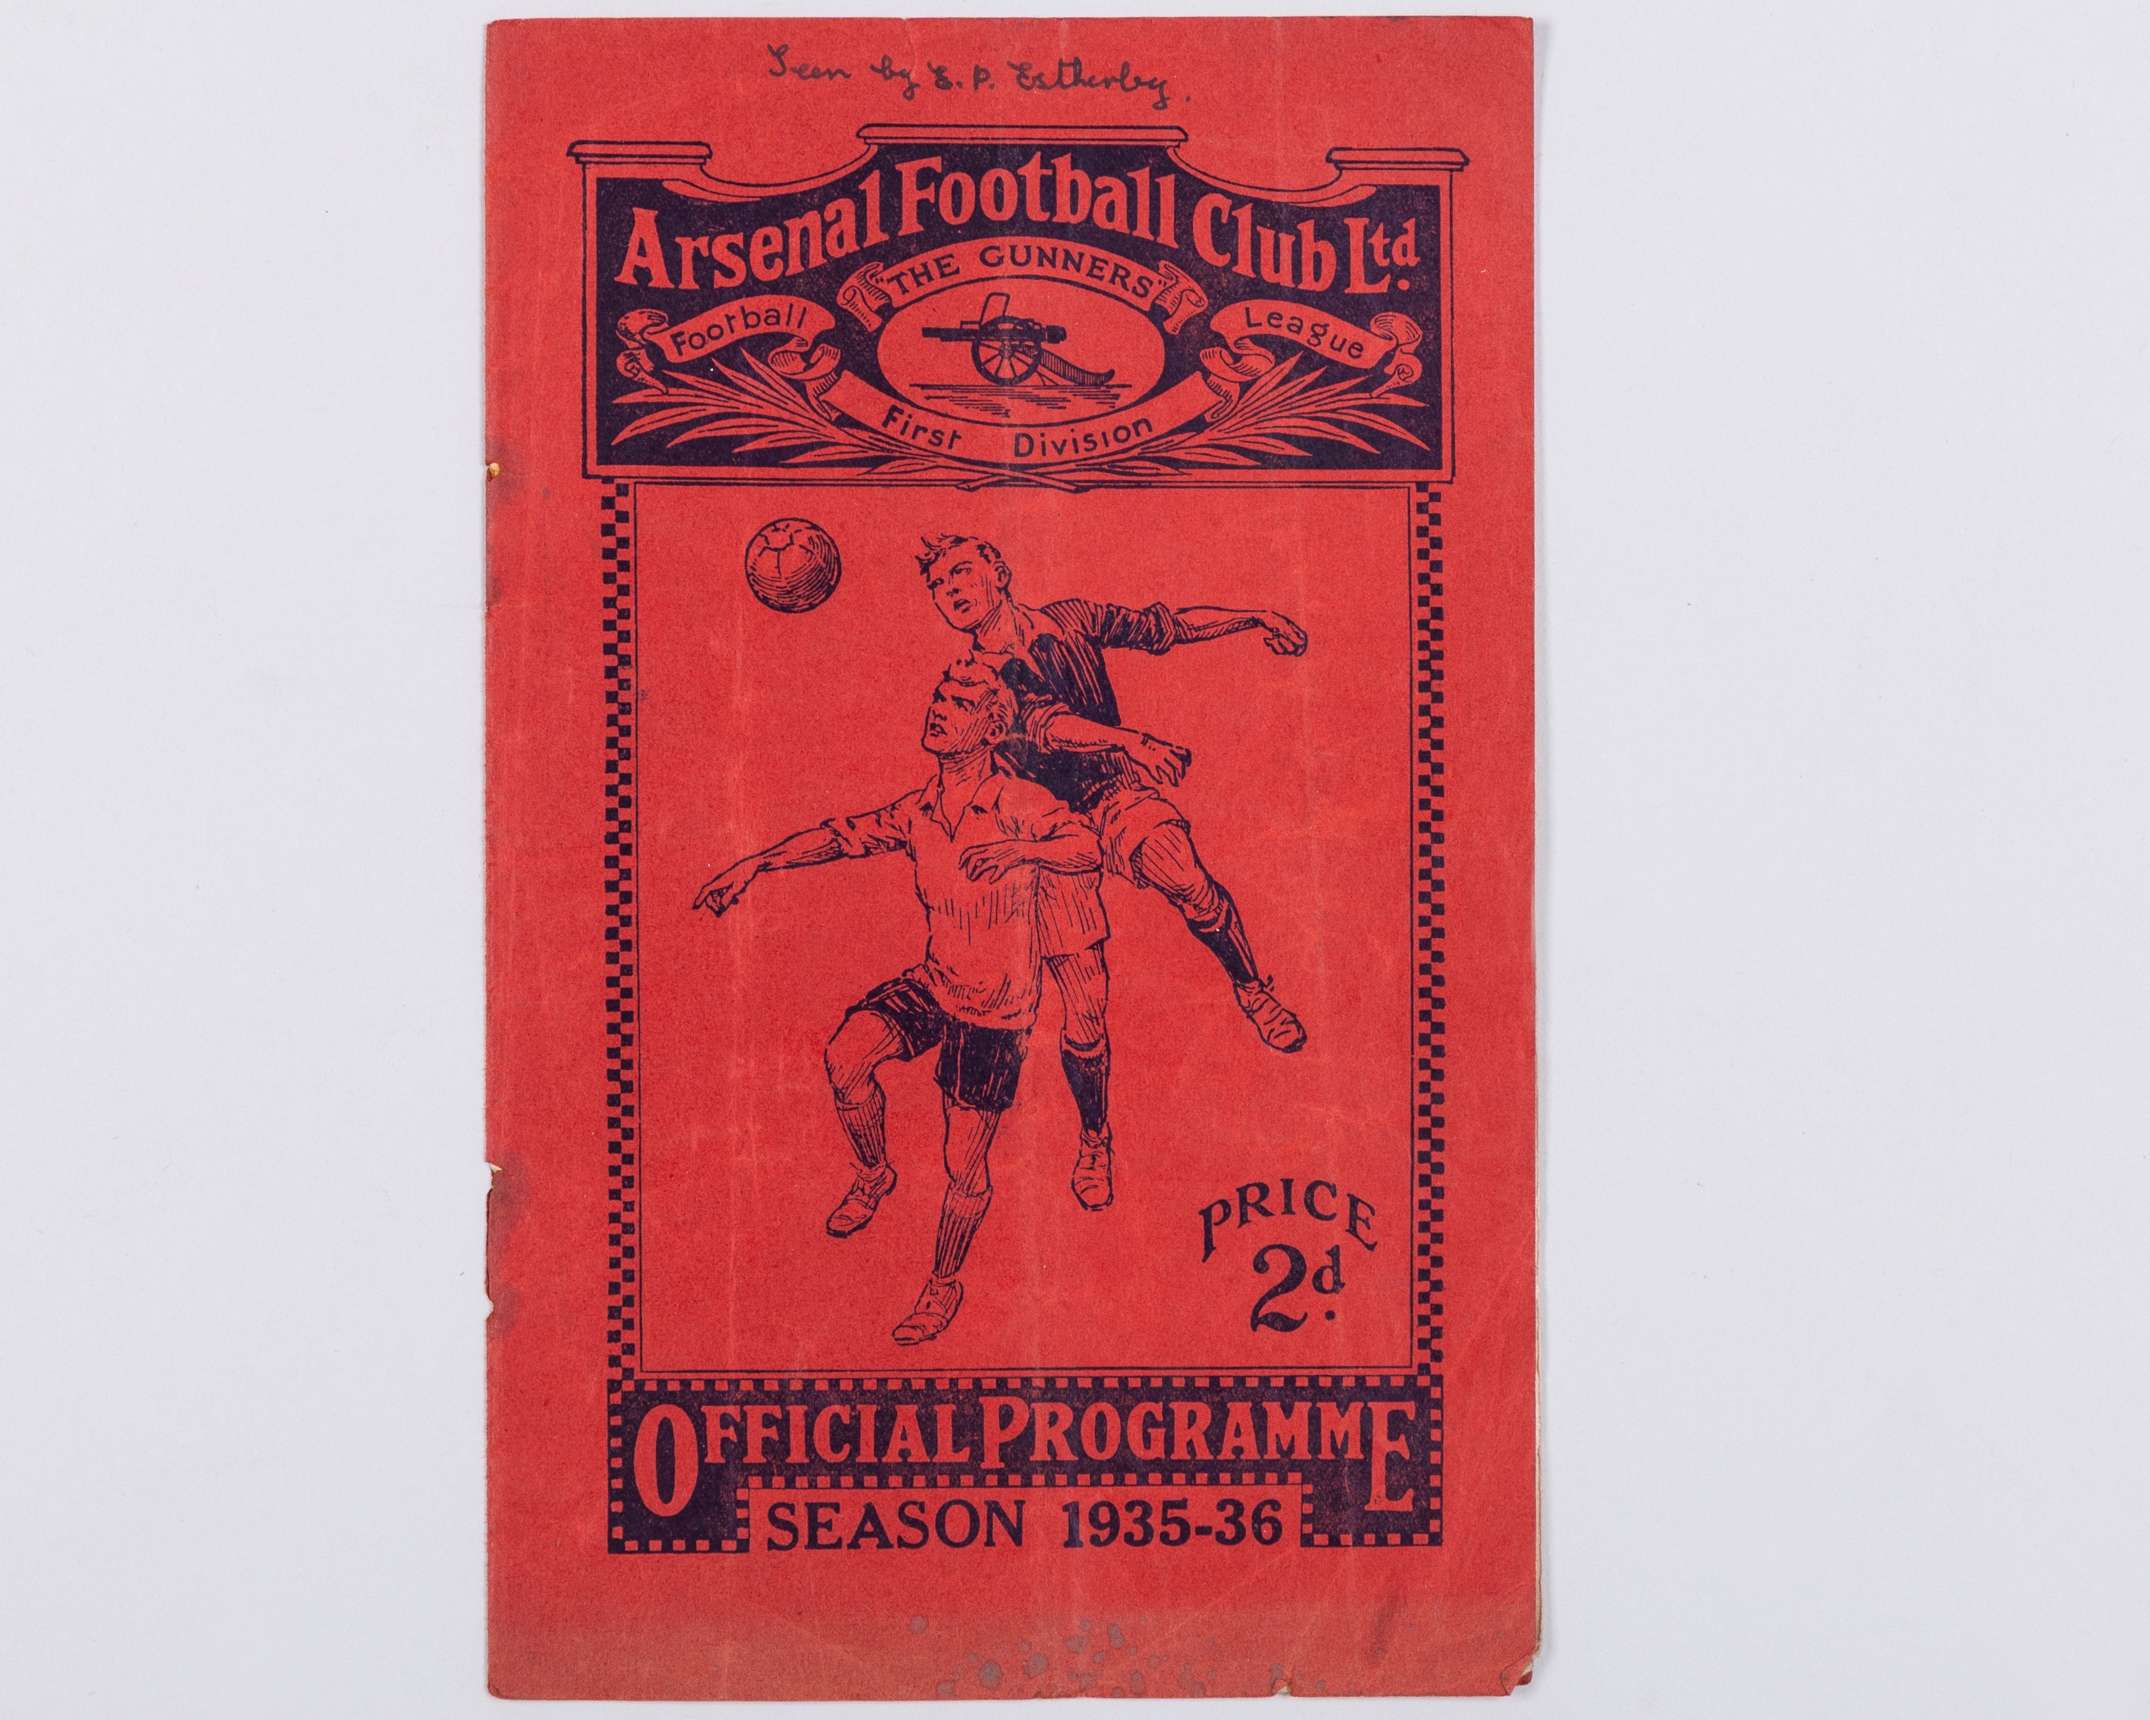 Seen by E. P. Estherby.
Arsenal Football Club Ltd.
"THE GUNNERS"
Football League
First Division
PRICE
2d.
OFFICIAL PROGRAMME
SEASON 1935-36